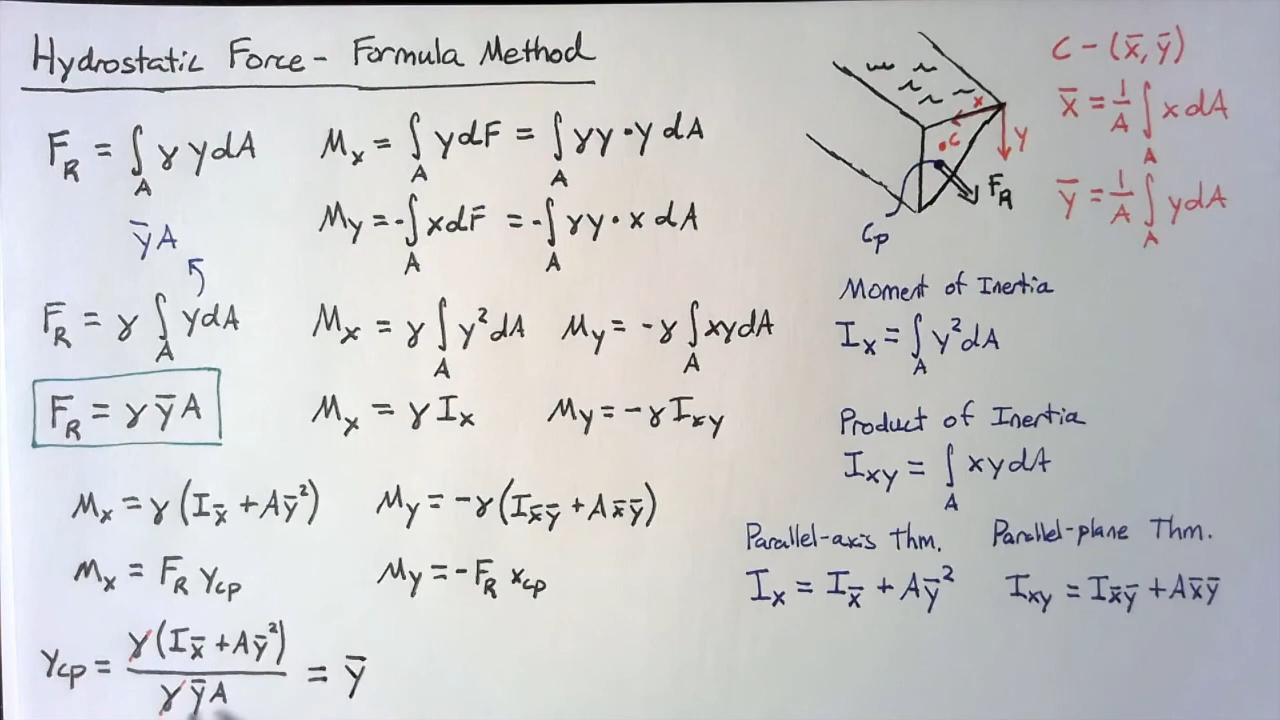 Hydrostatic Force - Formula Method
F_R = ∫_A γ y dA
M_x = ∫_A y dF = ∫_A γy · y dA
ȳA
M_y = -∫_A x dF = -∫_A γy · x dA
F_R = γ ∫_A y dA
M_x = γ ∫_A y² dA
M_y = -γ ∫_A xy dA
F_R = γ ȳ A
M_x = γ I_x
M_y = -γ I_xy
M_x = γ (I_x̄ + Aȳ²)
M_y = -γ (I_x̄ȳ + A x̄ȳ)
M_x = F_R y_cp
M_y = -F_R x_cp
y_cp = γ(I_x̄ + Aȳ²) / γ ȳ A = ȳ
x
C
y
F_R
Cp
C - (x̄, ȳ)
x̄ = 1/A ∫_A x dA
ȳ = 1/A ∫_A y dA
Moment of Inertia
I_x = ∫_A y² dA
Product of Inertia
I_xy = ∫_A xy dA
Parallel-axis Thm.
I_x = I_x̄ + Aȳ²
Parallel-plane Thm.
I_xy = I_x̄ȳ + Ax̄ȳ